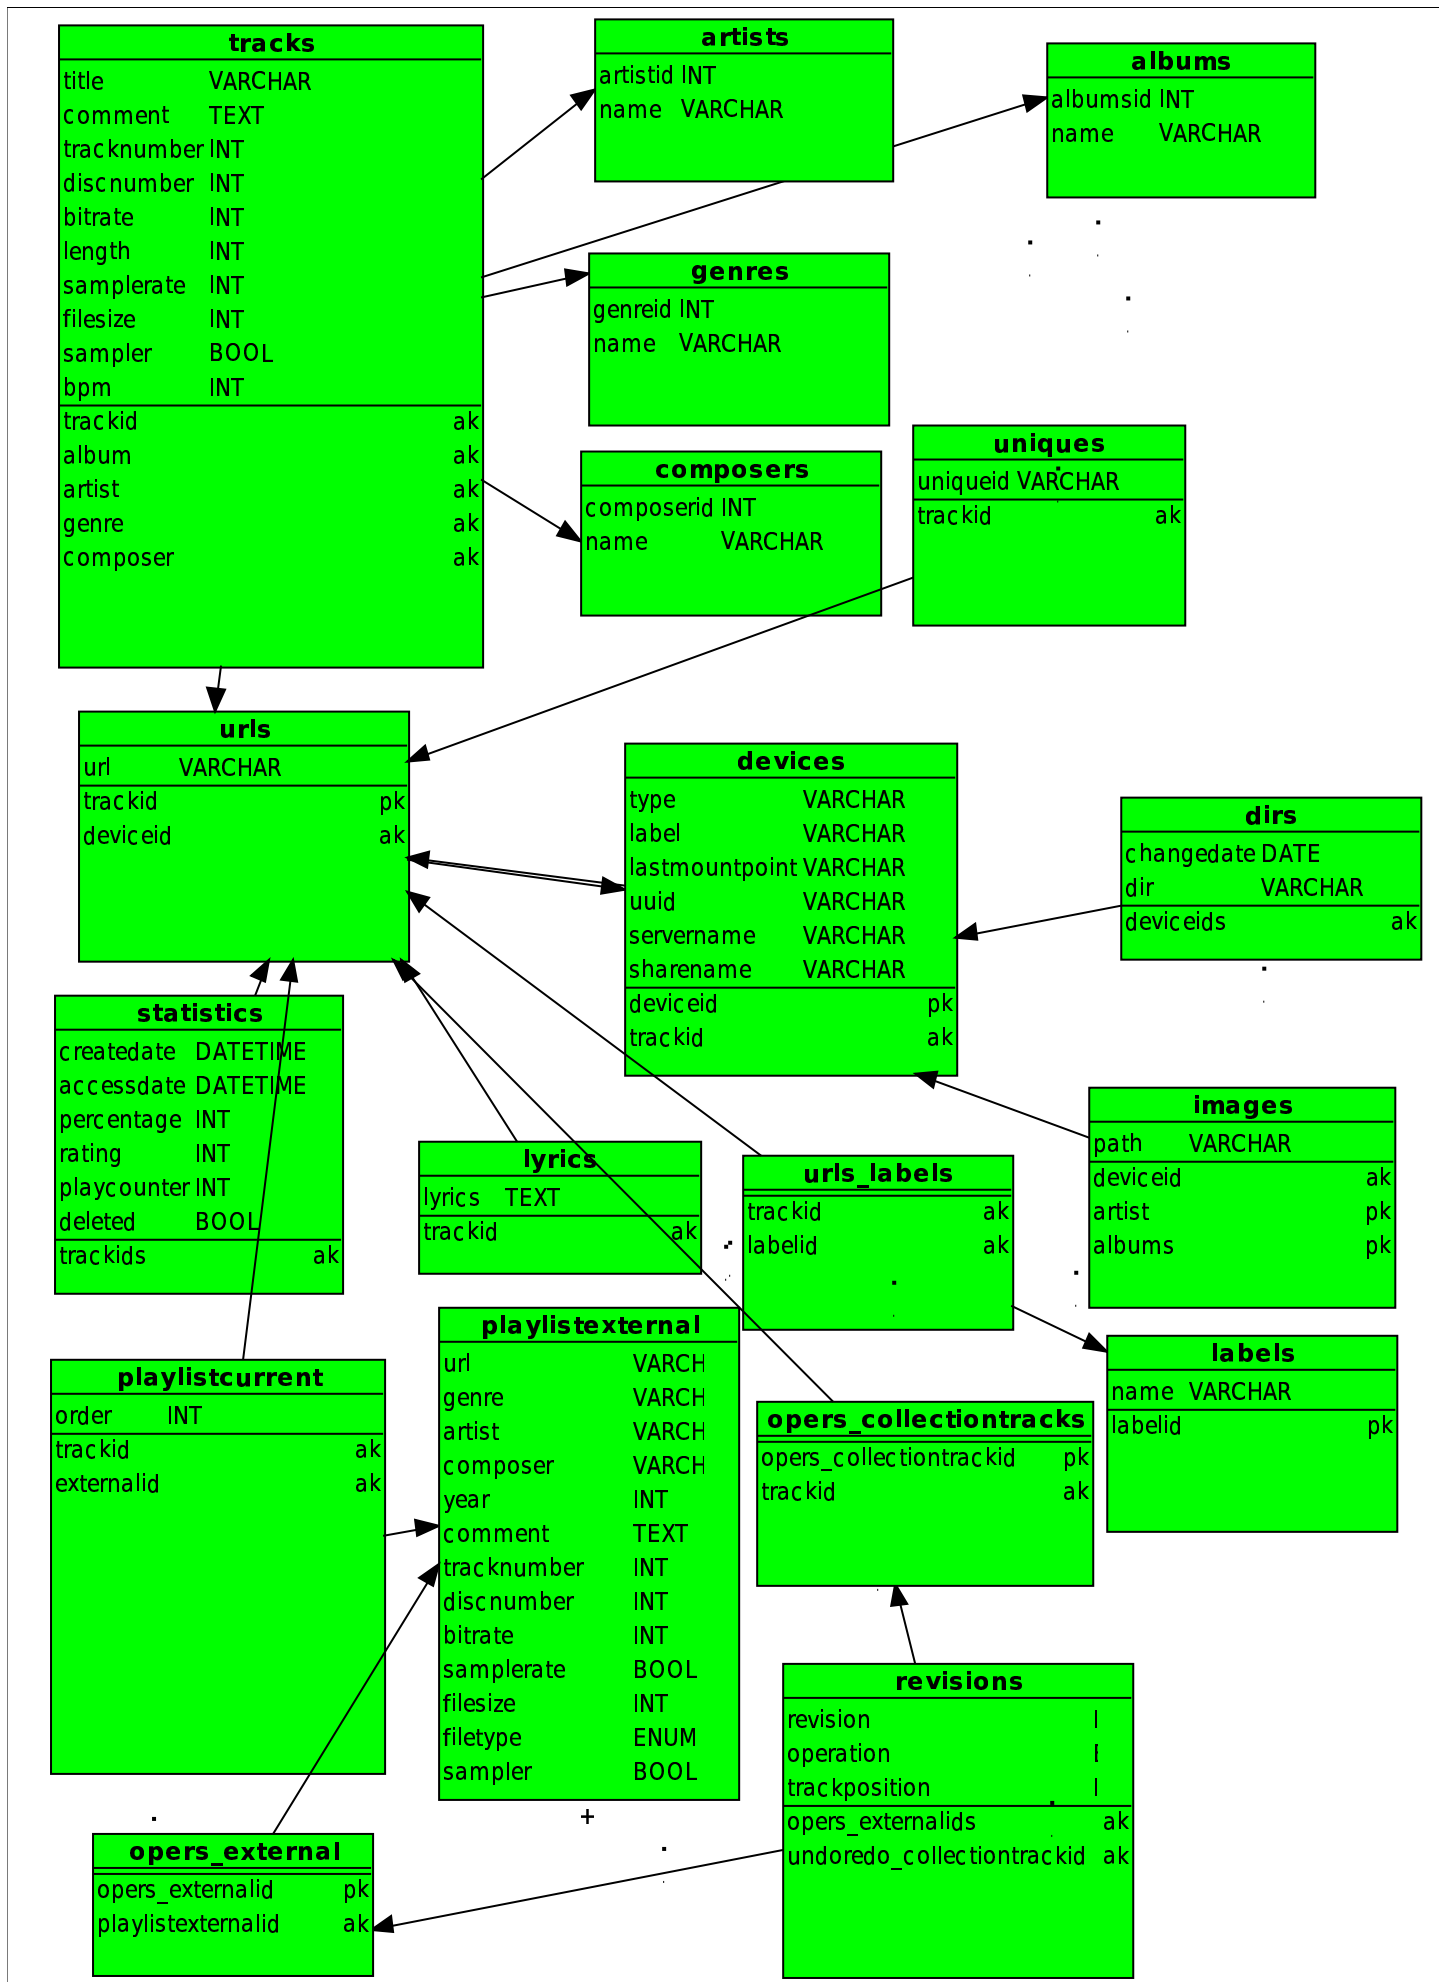 tracks
title VARCHAR
comment TEXT
tracknumber INT
discnumber INT
bitrate INT
length INT
samplerate INT
filesize INT
sampler BOOL
bpm INT
trackid ak
album ak
artist ak
genre ak
composer ak
artists
artistid INT
name VARCHAR
albums
albumsid INT
name VARCHAR
genres
genreid INT
name VARCHAR
composers
composerid INT
name VARCHAR
uniques
uniqueid VARCHAR
trackid ak
urls
url VARCHAR
trackid pk
deviceid ak
devices
type VARCHAR
label VARCHAR
lastmountpoint VARCHAR
uuid VARCHAR
servername VARCHAR
sharename VARCHAR
deviceid pk
trackid ak
dirs
changedate DATE
dir VARCHAR
deviceids ak
statistics
createdate DATETIME
accessdate DATETIME
percentage INT
rating INT
playcounter INT
deleted BOOL
trackids ak
lyrics
lyrics TEXT
trackid ak
urls_labels
trackid ak
labelid ak
images
path VARCHAR
deviceid ak
artist pk
albums pk
labels
name VARCHAR
labelid pk
playlistcurrent
order INT
trackid ak
externalid ak
playlistexternal
url VARCH
genre VARCH
artist VARCH
composer VARCH
year INT
comment TEXT
tracknumber INT
discnumber INT
bitrate INT
samplerate BOOL
filesize INT
filetype ENUM
sampler BOOL
+
opers_collectiontracks
opers_collectiontrackid pk
trackid ak
revisions
revision
operation
trackposition
opers_externalids ak
undoredo_collectiontrackid ak
opers_external
opers_externalid pk
playlistexternalid ak